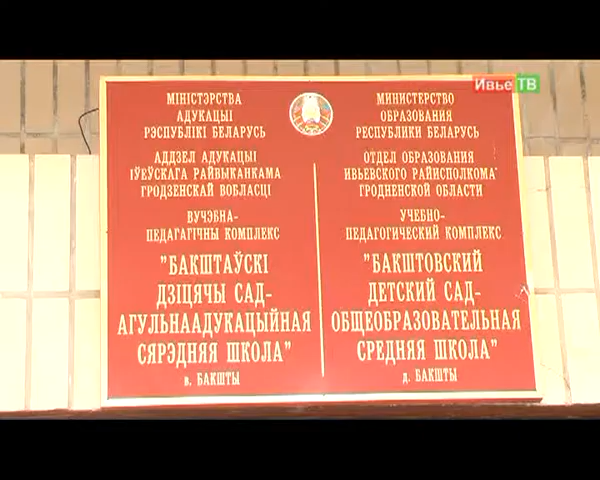 Ивье ТВ
МІНІСТЭРСТВА
АДУКАЦЫІ
РЭСПУБЛІКІ БЕЛАРУСЬ
АДДЗЕЛ АДУКАЦЫІ
ІЎЕЎСКАГА РАЙВЫКАНКАМА
ГРОДЗЕНСКАЙ ВОБЛАСЦІ
ВУЧЭБНА-
ПЕДАГАГІЧНЫ КОМПЛЕКС
"БАКШТАЎСКІ
ДЗІЦЯЧЫ САД-
АГУЛЬНААДУКАЦЫЙНАЯ
СЯРЭДНЯЯ ШКОЛА"
в. БАКШТЫ
МИНИСТЕРСТВО
ОБРАЗОВАНИЯ
РЕСПУБЛИКИ БЕЛАРУСЬ
ОТДЕЛ ОБРАЗОВАНИЯ
ИВЬЕВСКОГО РАЙИСПОЛКОМА
ГРОДНЕНСКОЙ ОБЛАСТИ
УЧЕБНО-
ПЕДАГОГИЧЕСКИЙ КОМПЛЕКС
"БАКШТОВСКИЙ
ДЕТСКИЙ САД-
ОБЩЕОБРАЗОВАТЕЛЬНАЯ
СРЕДНЯЯ ШКОЛА"
д. БАКШТЫ